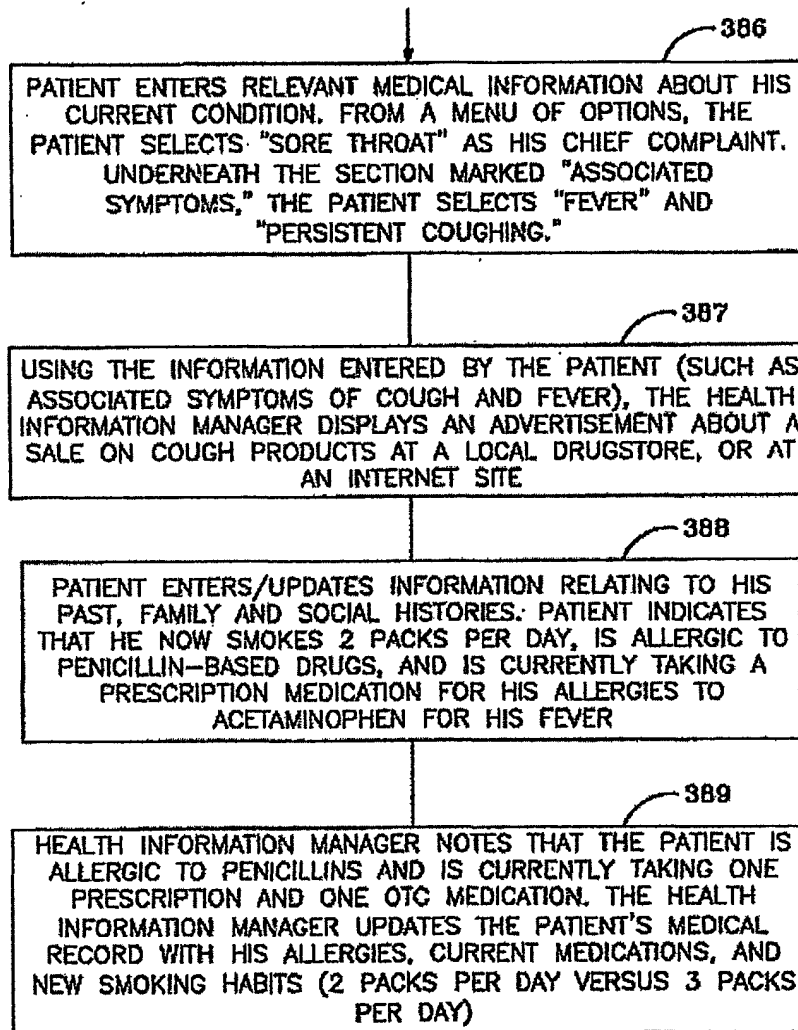 386
PATIENT ENTERS RELEVANT MEDICAL INFORMATION ABOUT HIS
CURRENT CONDITION. FROM A MENU OF OPTIONS, THE
PATIENT SELECTS "SORE THROAT" AS HIS CHIEF COMPLAINT.
UNDERNEATH THE SECTION MARKED "ASSOCIATED
SYMPTOMS," THE PATIENT SELECTS "FEVER" AND
"PERSISTENT COUGHING."
387
USING THE INFORMATION ENTERED BY THE PATIENT (SUCH AS
ASSOCIATED SYMPTOMS OF COUGH AND FEVER), THE HEALTH
INFORMATION MANAGER DISPLAYS AN ADVERTISEMENT ABOUT A
SALE ON COUGH PRODUCTS AT A LOCAL DRUGSTORE, OR AT
AN INTERNET SITE
388
PATIENT ENTERS/UPDATES INFORMATION RELATING TO HIS
PAST, FAMILY AND SOCIAL HISTORIES. PATIENT INDICATES
THAT HE NOW SMOKES 2 PACKS PER DAY, IS ALLERGIC TO
PENICILLIN-BASED DRUGS, AND IS CURRENTLY TAKING A
PRESCRIPTION MEDICATION FOR HIS ALLERGIES TO
ACETAMINOPHEN FOR HIS FEVER
389
HEALTH INFORMATION MANAGER NOTES THAT THE PATIENT IS
ALLERGIC TO PENICILLINS AND IS CURRENTLY TAKING ONE
PRESCRIPTION AND ONE OTC MEDICATION. THE HEALTH
INFORMATION MANAGER UPDATES THE PATIENT'S MEDICAL
RECORD WITH HIS ALLERGIES, CURRENT MEDICATIONS, AND
NEW SMOKING HABITS (2 PACKS PER DAY VERSUS 3 PACKS
PER DAY)